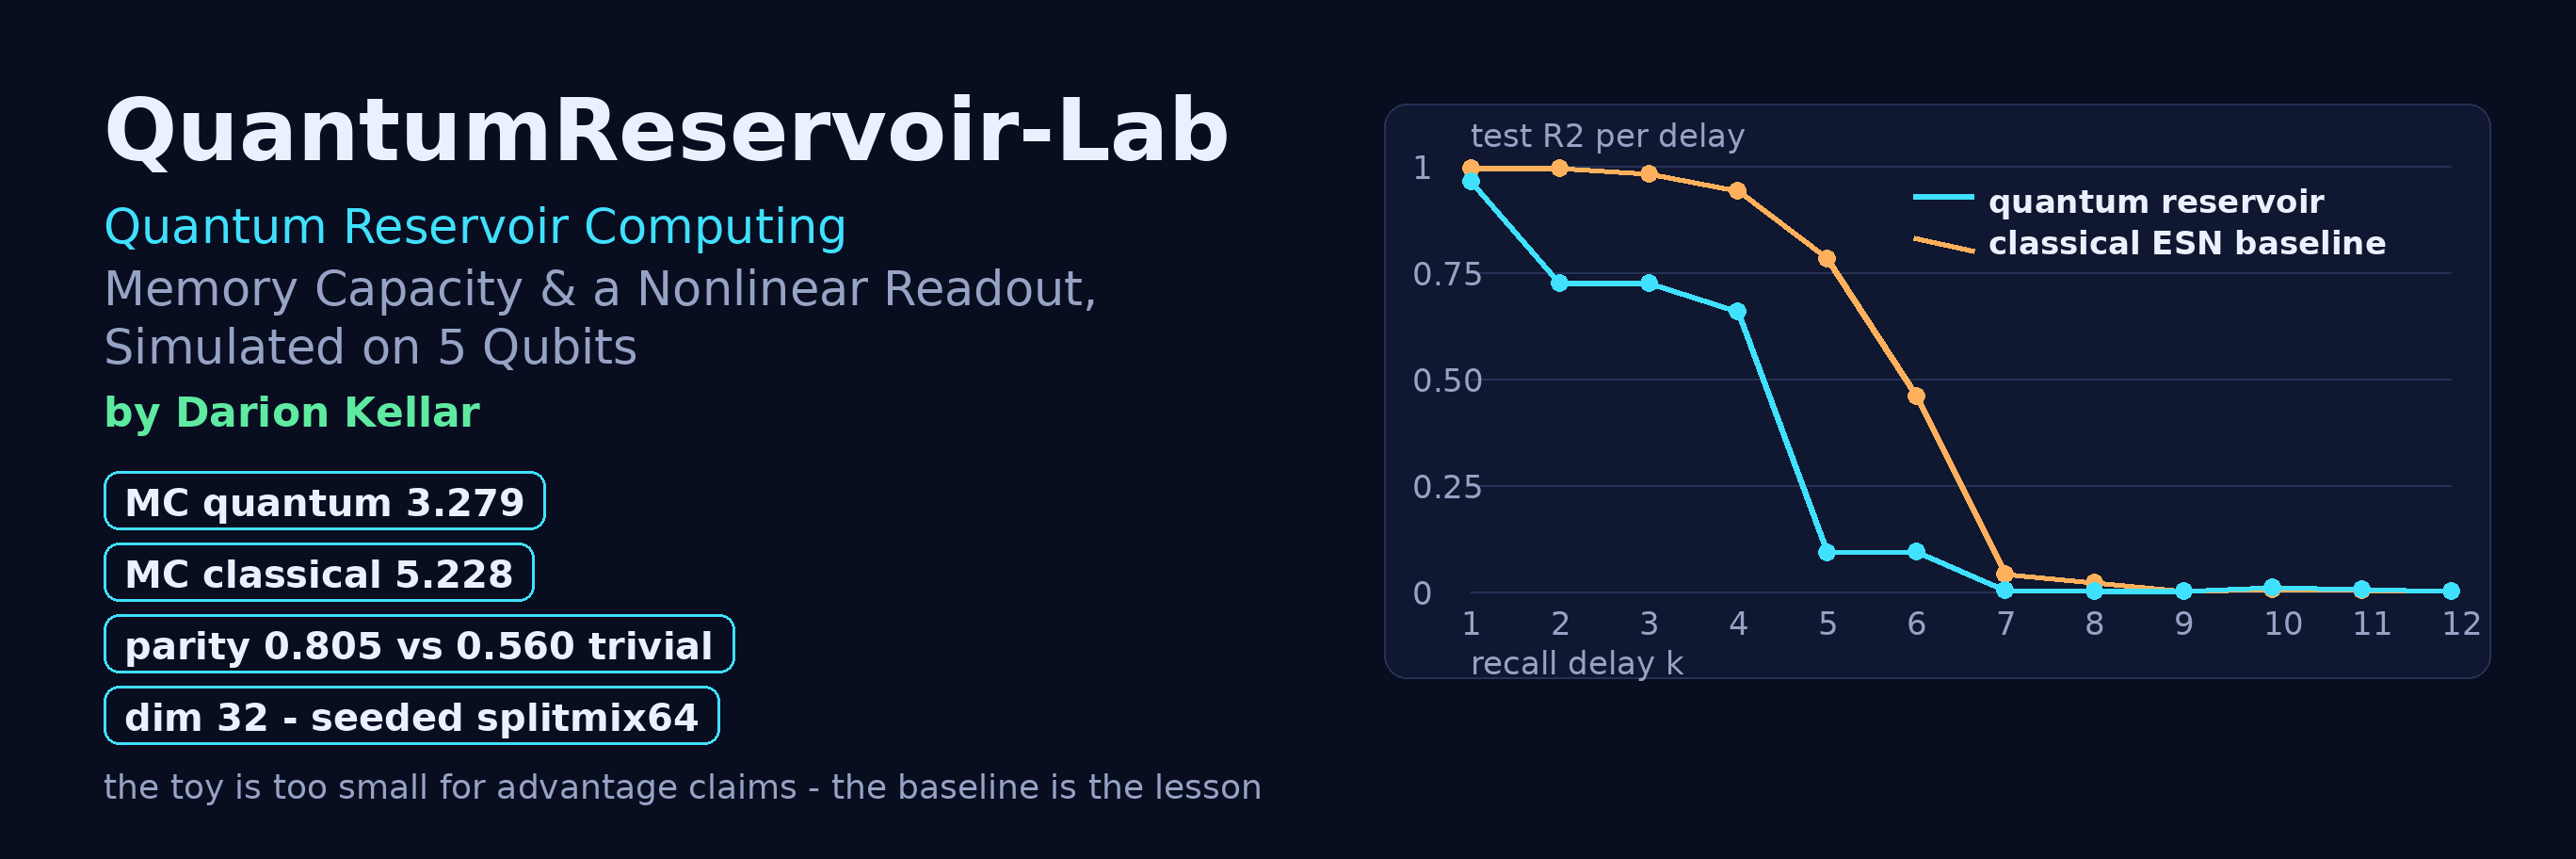 QuantumReservoir-Lab
Quantum Reservoir Computing
Memory Capacity & a Nonlinear Readout,
Simulated on 5 Qubits
by Darion Kellar
MC quantum 3.279
MC classical 5.228
parity 0.805 vs 0.560 trivial
dim 32 - seeded splitmix64
the toy is too small for advantage claims - the baseline is the lesson
test R2 per delay
quantum reservoir
classical ESN baseline
1
0.75
0.50
0.25
0
1 2 3 4 5 6 7 8 9 10 11 12
recall delay k